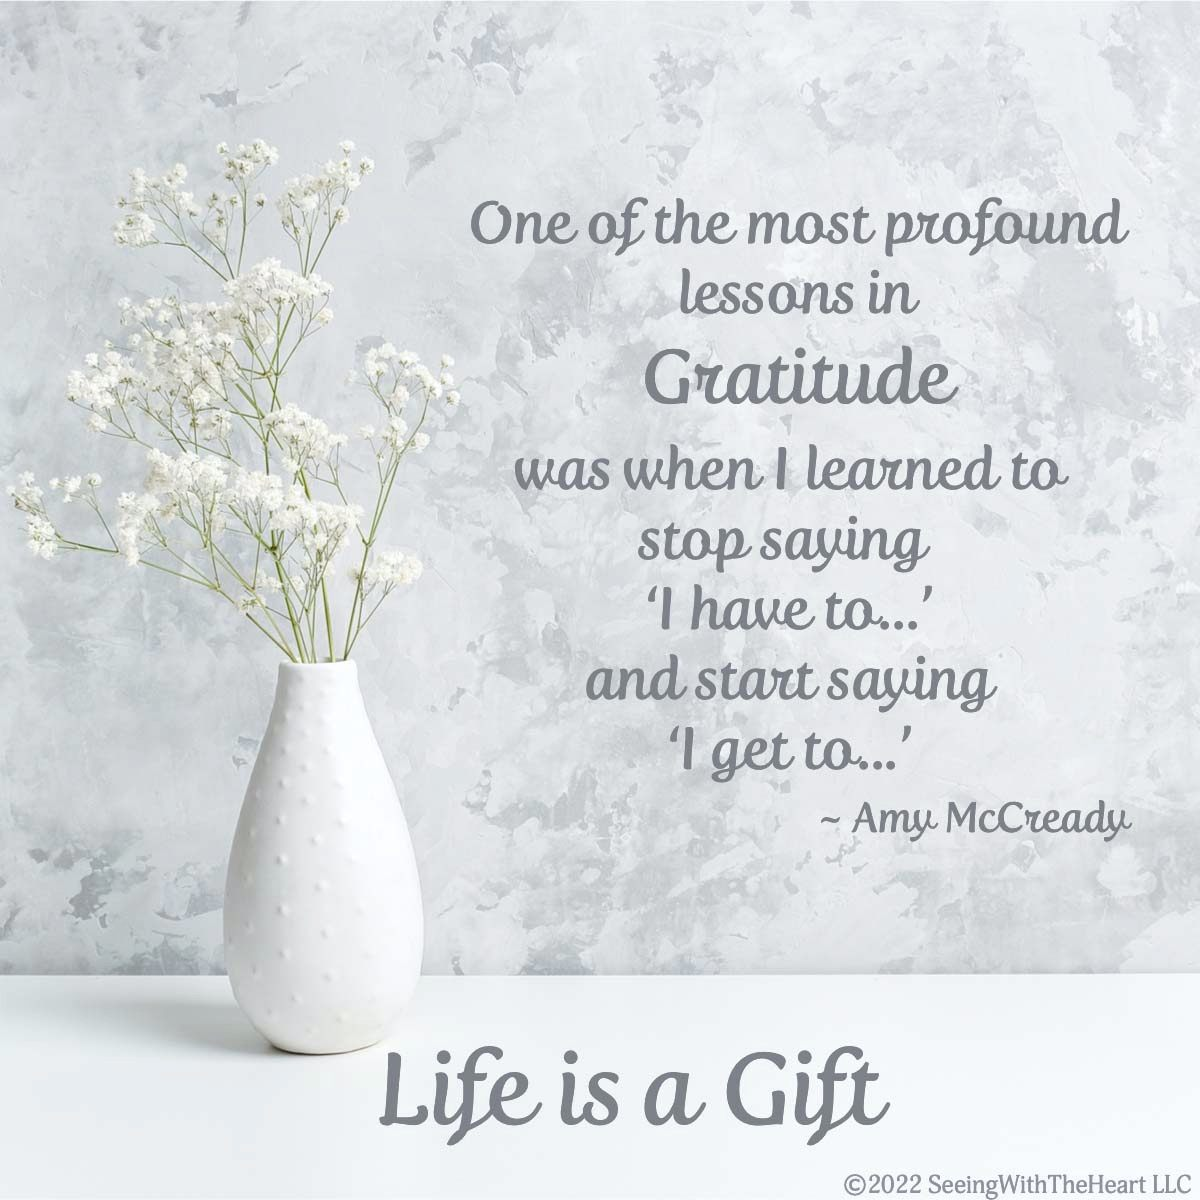 One of the most profound
lessons in
Gratitude
was when I learned to
stop saying
‘I have to...’
and start saying
‘I get to...’
~ Amy McCready
Life is a Gift
©2022 SeeingWithTheHeart LLC